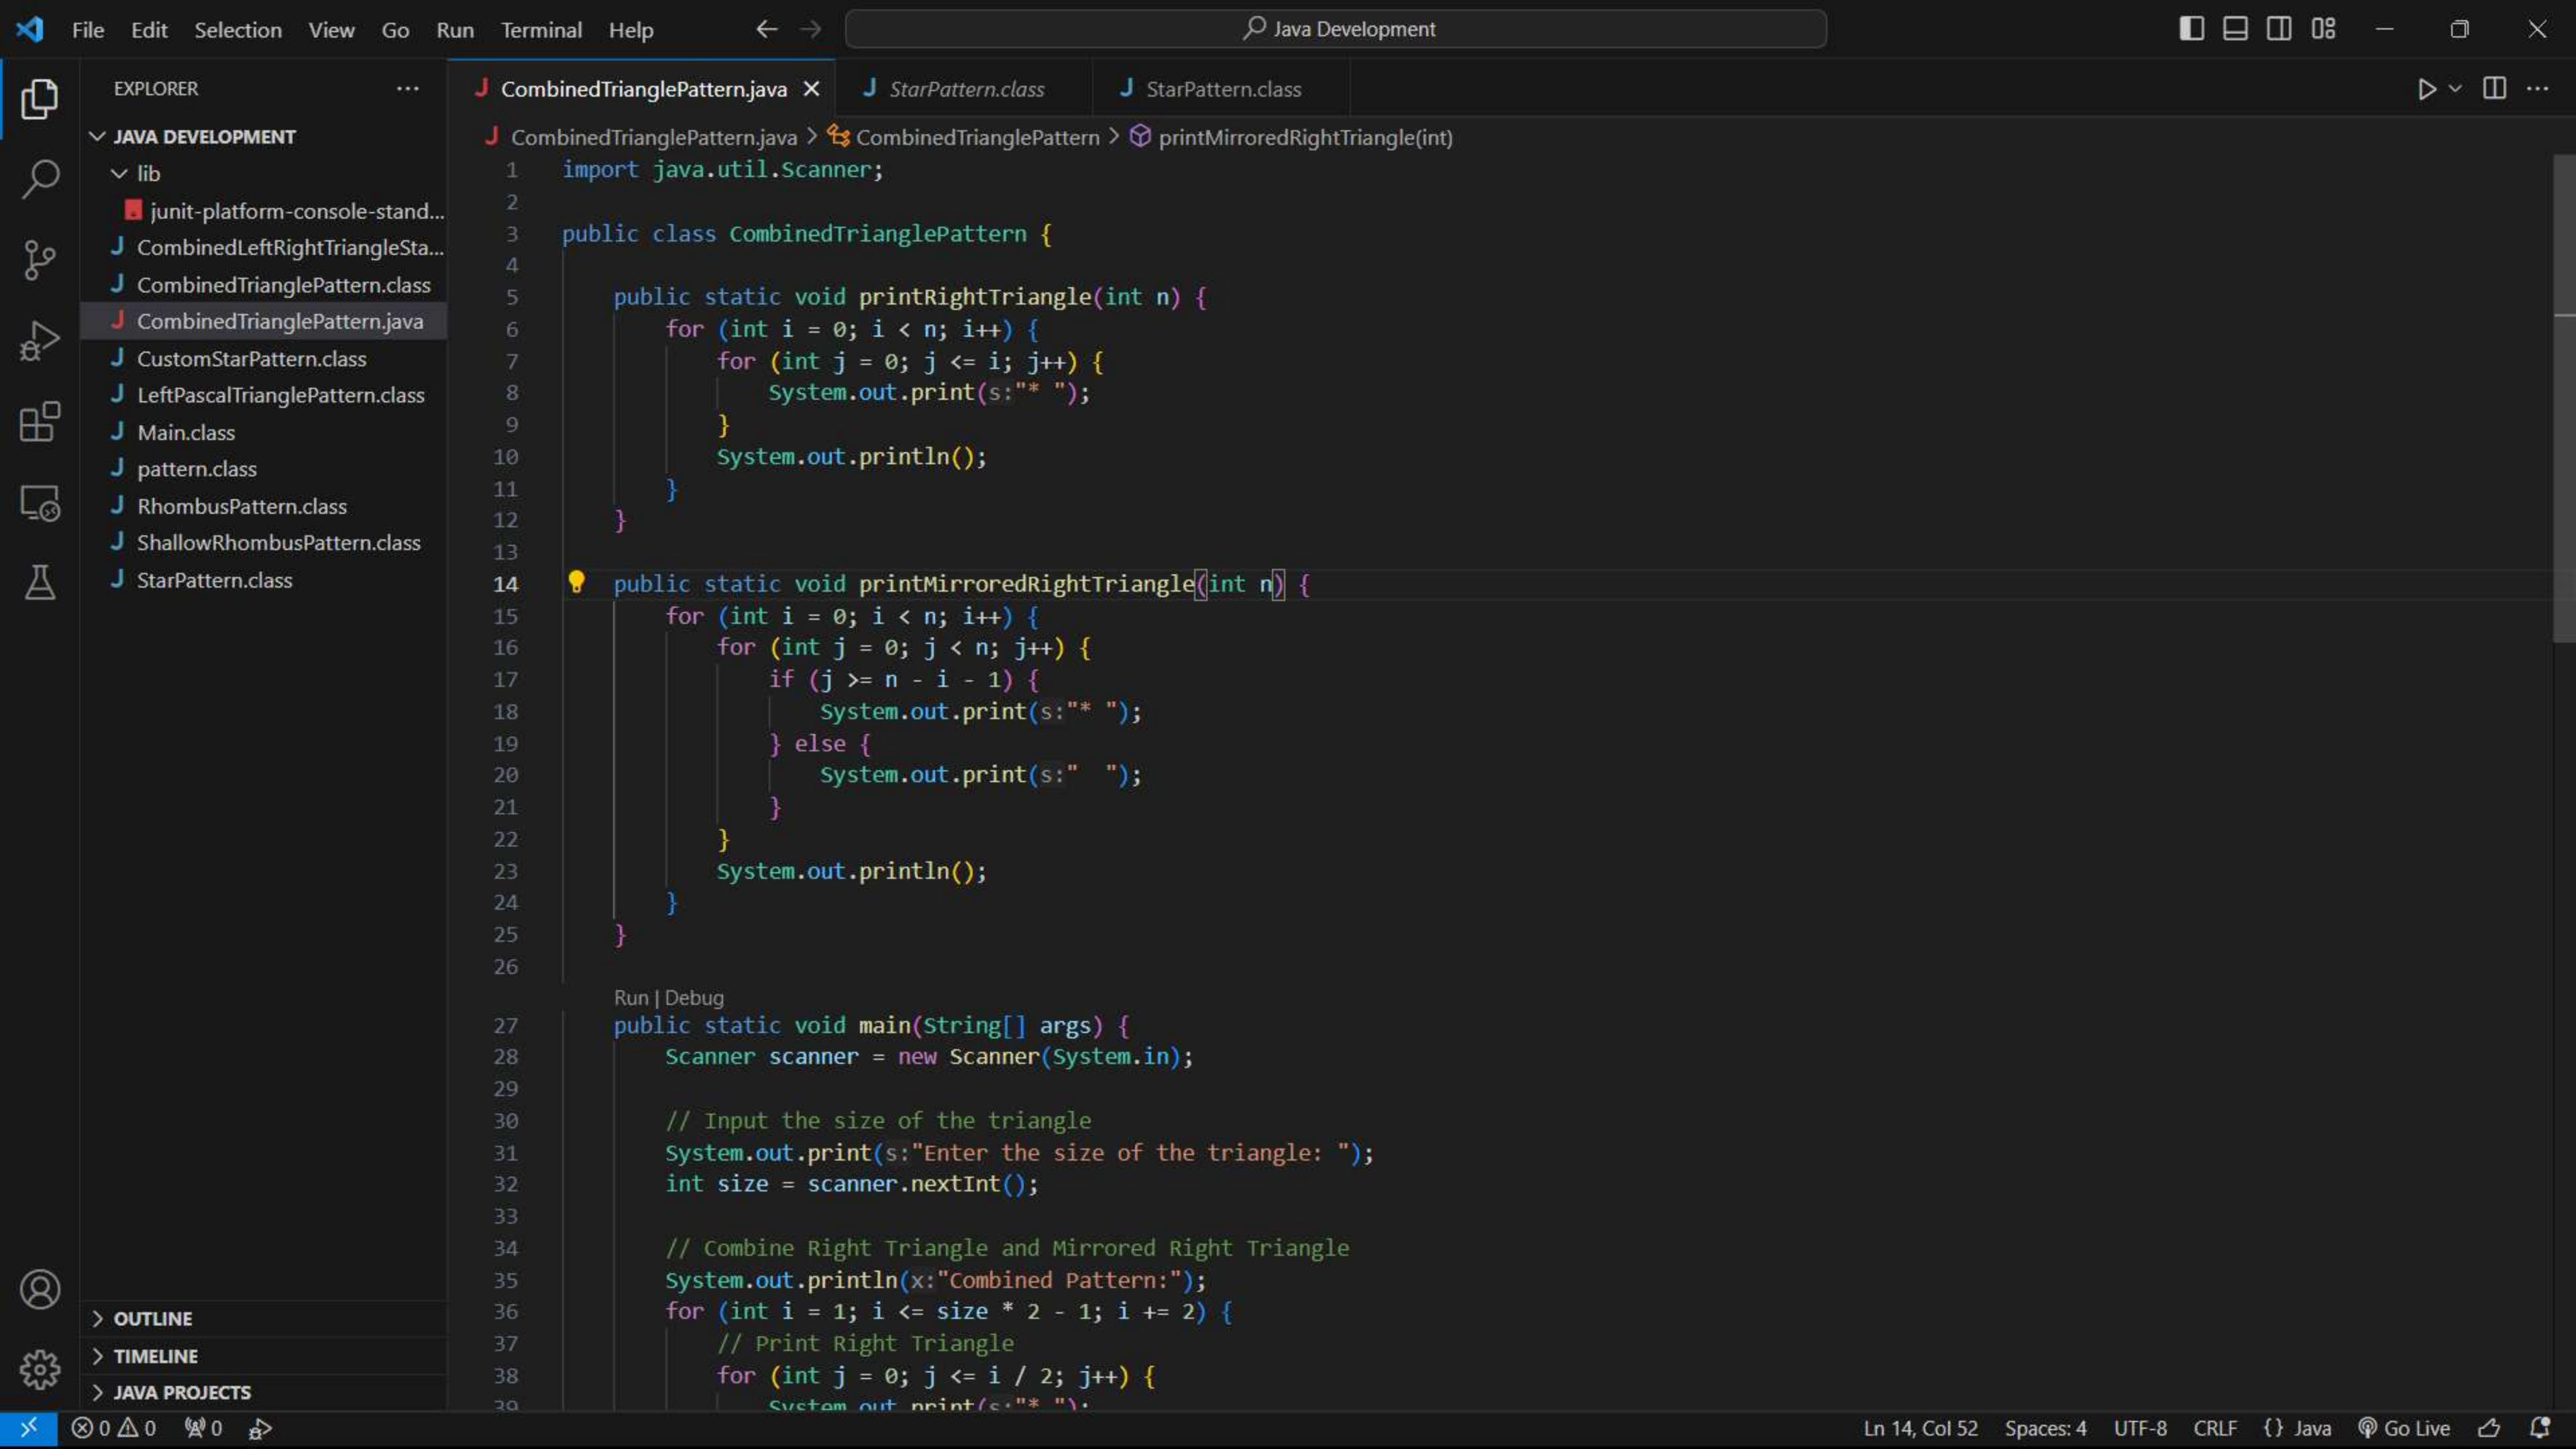 File Edit Selection View Go Run Terminal Help
Java Development
EXPLORER
JAVA DEVELOPMENT
lib
junit-platform-console-stand...
CombinedLeftRightTriangleSta...
CombinedTrianglePattern.class
CombinedTrianglePattern.java
CustomStarPattern.class
LeftPascalTrianglePattern.class
Main.class
pattern.class
RhombusPattern.class
ShallowRhombusPattern.class
StarPattern.class
OUTLINE
TIMELINE
JAVA PROJECTS
CombinedTrianglePattern.java StarPattern.class StarPattern.class
CombinedTrianglePattern.java > CombinedTrianglePattern > printMirroredRightTriangle(int)
1 import java.util.Scanner;
2
3 public class CombinedTrianglePattern {
4
5     public static void printRightTriangle(int n) {
6         for (int i = 0; i < n; i++) {
7             for (int j = 0; j <= i; j++) {
8                 System.out.print(s:"* ");
9             }
10             System.out.println();
11         }
12     }
13
14     public static void printMirroredRightTriangle(int n) {
15         for (int i = 0; i < n; i++) {
16             for (int j = 0; j < n; j++) {
17                 if (j >= n - i - 1) {
18                     System.out.print(s:"* ");
19                 } else {
20                     System.out.print(s:"  ");
21                 }
22             }
23             System.out.println();
24         }
25     }
26
Run | Debug
27     public static void main(String[] args) {
28         Scanner scanner = new Scanner(System.in);
29
30         // Input the size of the triangle
31         System.out.print(s:"Enter the size of the triangle: ");
32         int size = scanner.nextInt();
33
34         // Combine Right Triangle and Mirrored Right Triangle
35         System.out.println(x:"Combined Pattern:");
36         for (int i = 1; i <= size * 2 - 1; i += 2) {
37             // Print Right Triangle
38             for (int j = 0; j <= i / 2; j++) {
39                 System.out.print(s:"* ");
0 0 0 Ln 14, Col 52 Spaces: 4 UTF-8 CRLF {} Java Go Live